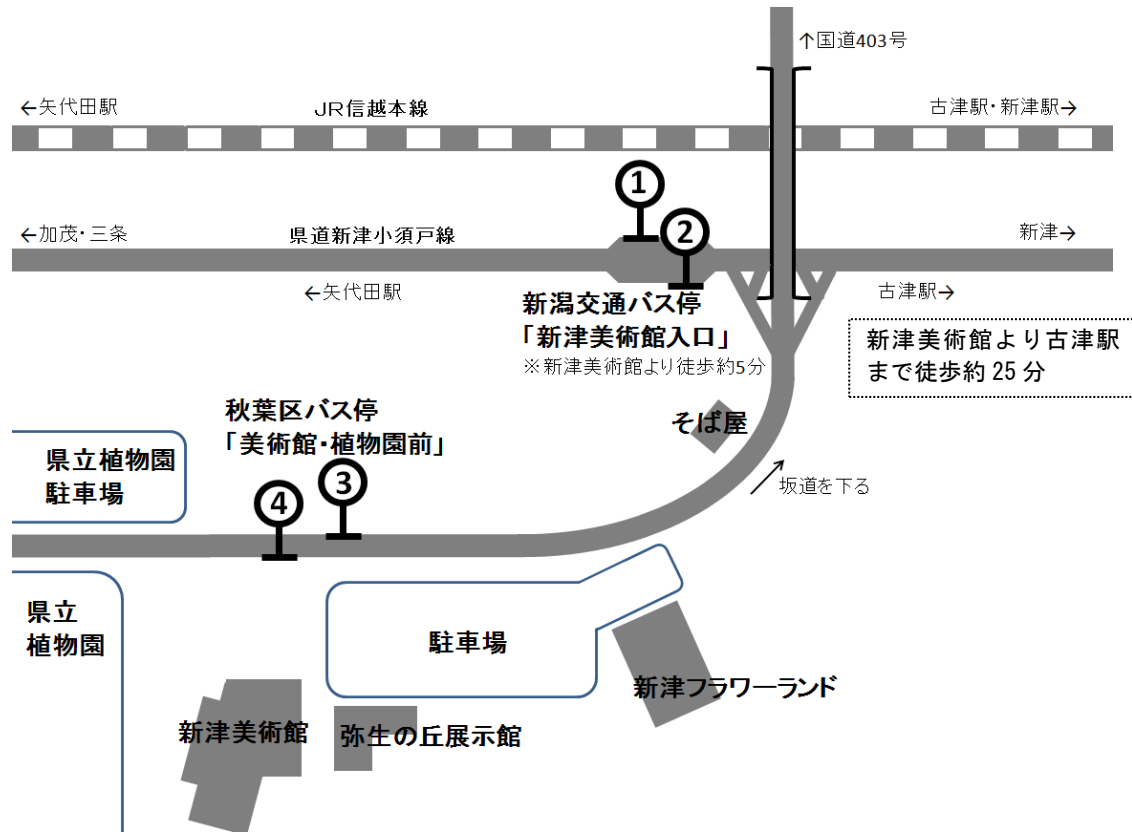 ↑国道403号
←矢代田駅
JR信越本線
古津駅・新津駅→
①
②
←加茂・三条
県道新津小須戸線
新津→
←矢代田駅
古津駅→
新潟交通バス停
「新津美術館入口」
※新津美術館より徒歩約5分
新津美術館より古津駅
まで徒歩約 25 分
秋葉区バス停
「美術館・植物園前」
そば屋
県立植物園
駐車場
③
④
坂道を下る
県立
植物園
駐車場
新津フラワーランド
新津美術館
弥生の丘展示館